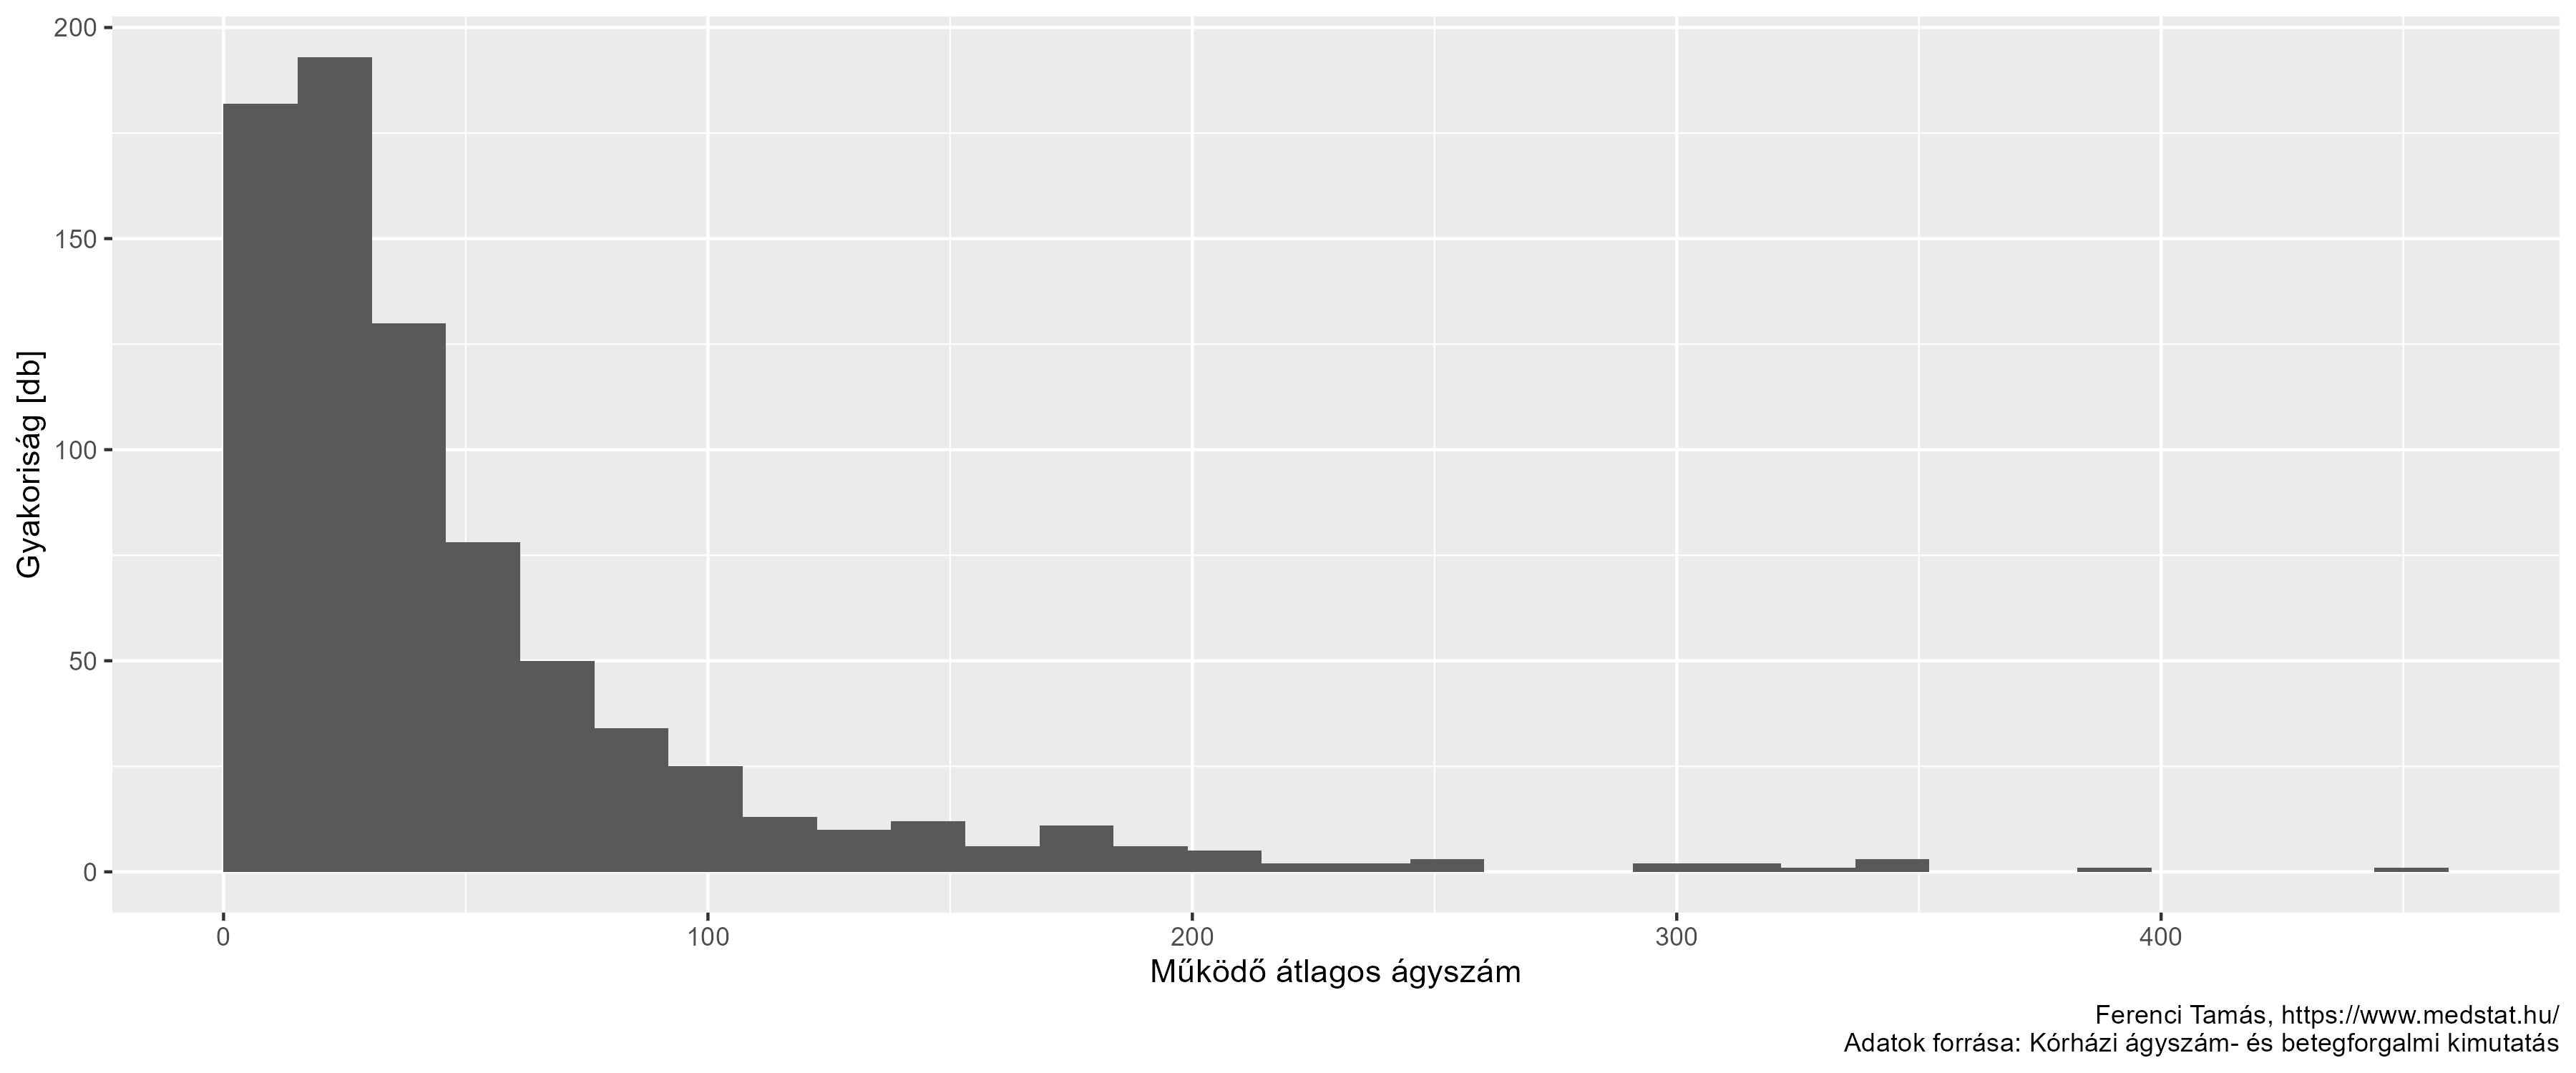 200
150
100
50
0
Gyakoriság [db]
0 100 200 300 400
Működő átlagos ágyszám
Ferenci Tamás, https://www.medstat.hu/
Adatok forrása: Kórházi ágyszám- és betegforgalmi kimutatás